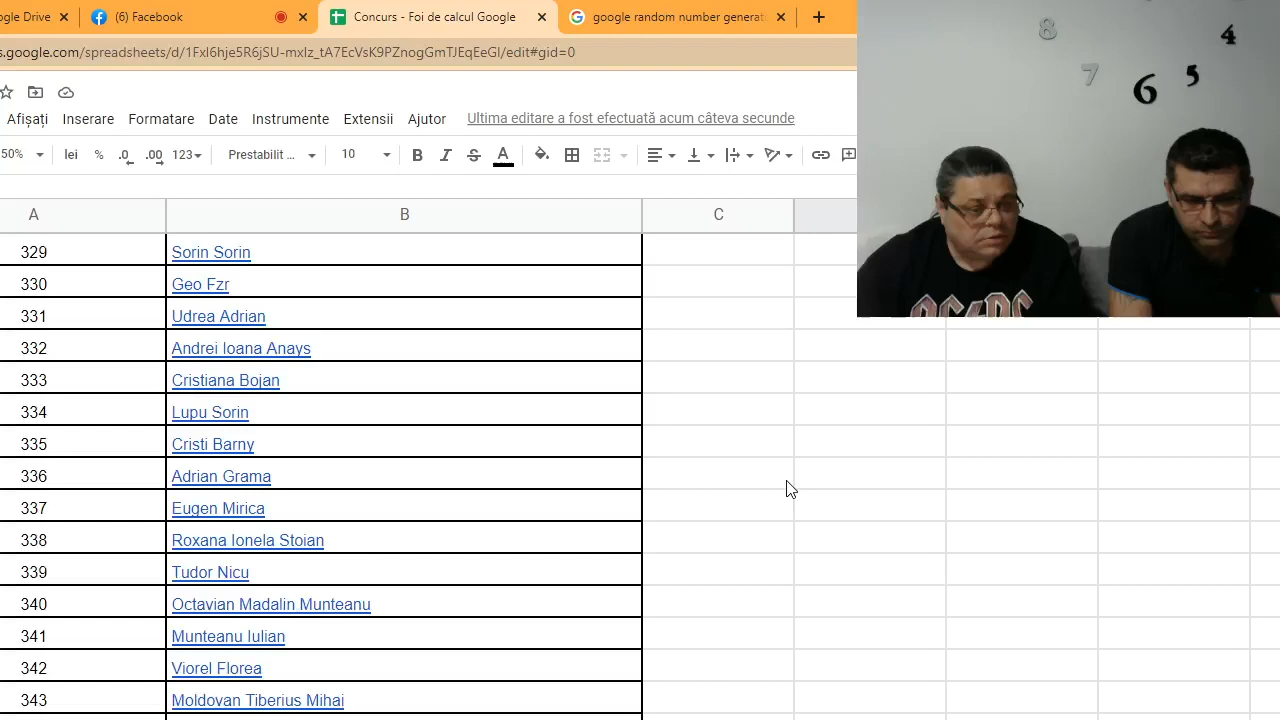 gle Drive (6) Facebook Concurs - Foi de calcul Google google random number generat
s.google.com/spreadsheets/d/1FxI6hje5R6jSU-mxIz_tA7EcVsK9PZnogGmTJEqEeGI/edit#gid=0
Afișați Inserare Formatare Date Instrumente Extensii Ajutor Ultima editare a fost efectuată acum câteva secunde
50% lei % .0 .00 123 Prestabilit ... 10 B I S A
A B C
329 Sorin Sorin
330 Geo Fzr
331 Udrea Adrian
332 Andrei Ioana Anays
333 Cristiana Bojan
334 Lupu Sorin
335 Cristi Barny
336 Adrian Grama
337 Eugen Mirica
338 Roxana Ionela Stoian
339 Tudor Nicu
340 Octavian Madalin Munteanu
341 Munteanu Iulian
342 Viorel Florea
343 Moldovan Tiberius Mihai
8 4
7 6 5
AC DC